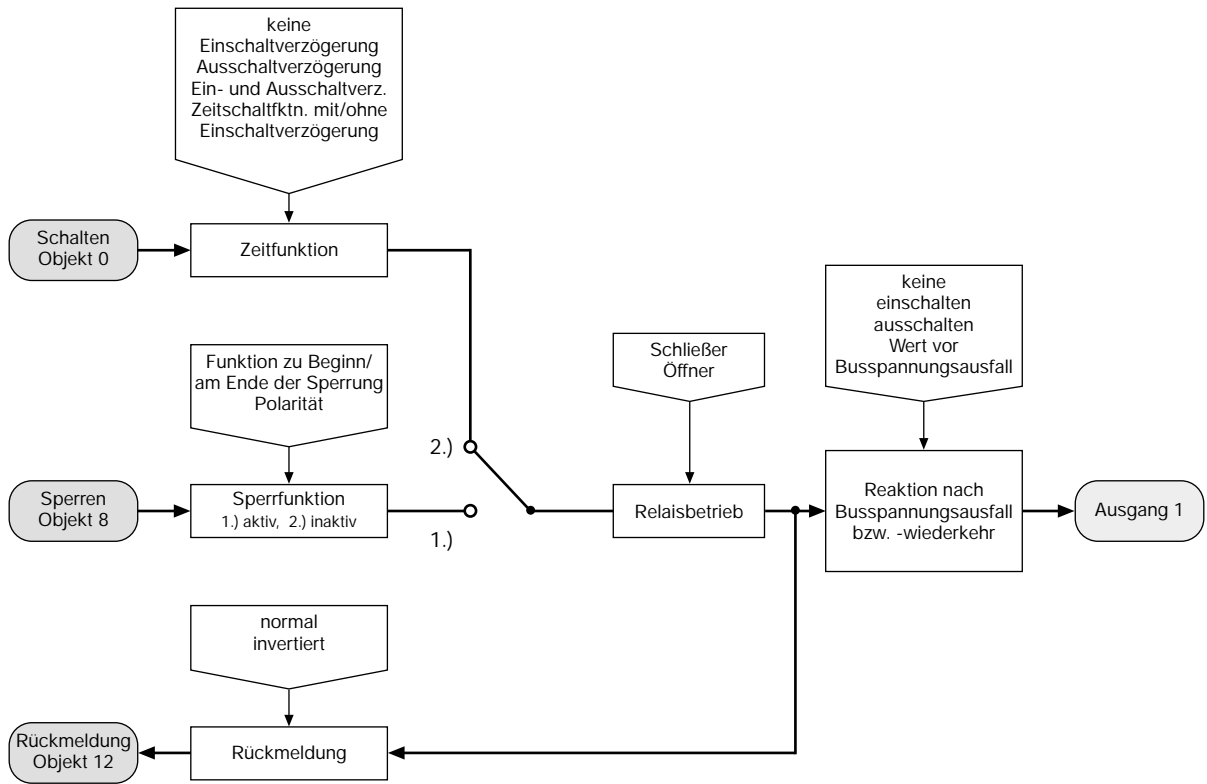 keine
Einschaltverzögerung
Ausschaltverzögerung
Ein- und Ausschaltverz.
Zeitschaltfktn. mit/ohne
Einschaltverzögerung
Schalten
Objekt 0
Zeitfunktion
keine
einschalten
ausschalten
Wert vor
Busspannungsausfall
Schließer
Öffner
Funktion zu Beginn/
am Ende der Sperrung
Polarität
2.)
Sperren
Objekt 8
Sperrfunktion
1.) aktiv, 2.) inaktiv
1.)
Relaisbetrieb
Reaktion nach
Busspannungsausfall
bzw. -wiederkehr
Ausgang 1
normal
invertiert
Rückmeldung
Objekt 12
Rückmeldung